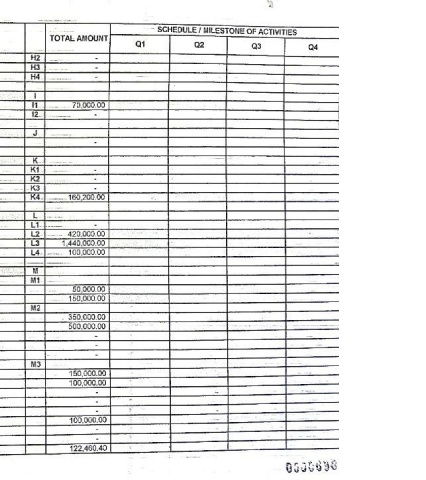 TOTAL AMOUNT
SCHEDULE / MILESTONE OF ACTIVITIES
Q1 Q2 Q3 Q4
H2 -
H3 -
H4 -
I
I1 70,000.00
I2 -
J
-
K
K1 -
K2 -
K3 -
K4 160,200.00
L
L1 -
L2 420,000.00
L3 1,440,000.00
L4 100,000.00
M
M1
50,000.00
150,000.00
M2
350,000.00
500,000.00
-
-
-
M3
150,000.00
100,000.00
-
-
-
100,000.00
-
-
122,460.40